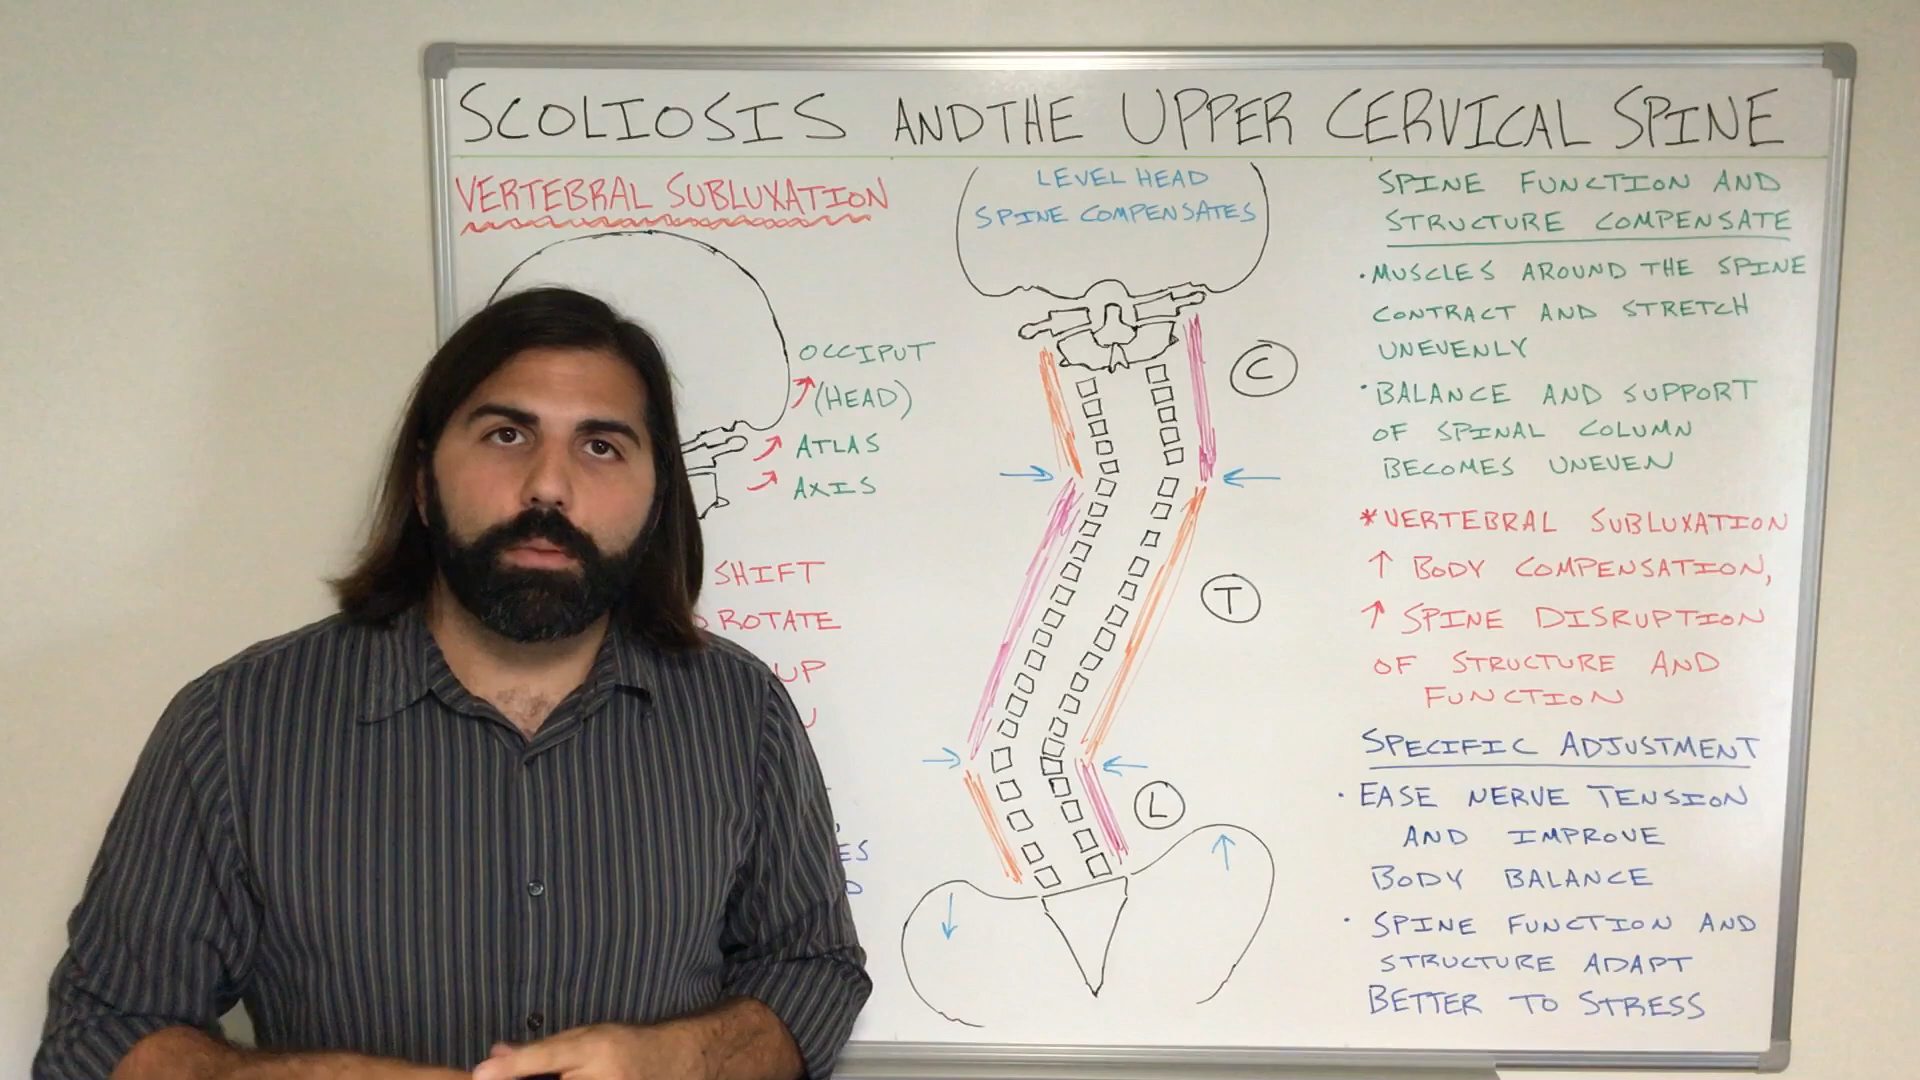 SCOLIOSIS AND THE UPPER CERVICAL SPINE
VERTEBRAL SUBLUXATION
OCCIPUT
(HEAD)
ATLAS
AXIS
SHIFT
ROTATE
UP
LEVEL HEAD
SPINE COMPENSATES
C
T
L
SPINE FUNCTION AND
STRUCTURE COMPENSATE
·MUSCLES AROUND THE SPINE
CONTRACT AND STRETCH
UNEVENLY
·BALANCE AND SUPPORT
OF SPINAL COLUMN
BECOMES UNEVEN
*VERTEBRAL SUBLUXATION
↑ BODY COMPENSATION,
↑ SPINE DISRUPTION
OF STRUCTURE AND
FUNCTION
SPECIFIC ADJUSTMENT
· EASE NERVE TENSION
AND IMPROVE
BODY BALANCE
· SPINE FUNCTION AND
STRUCTURE ADAPT
BETTER TO STRESS